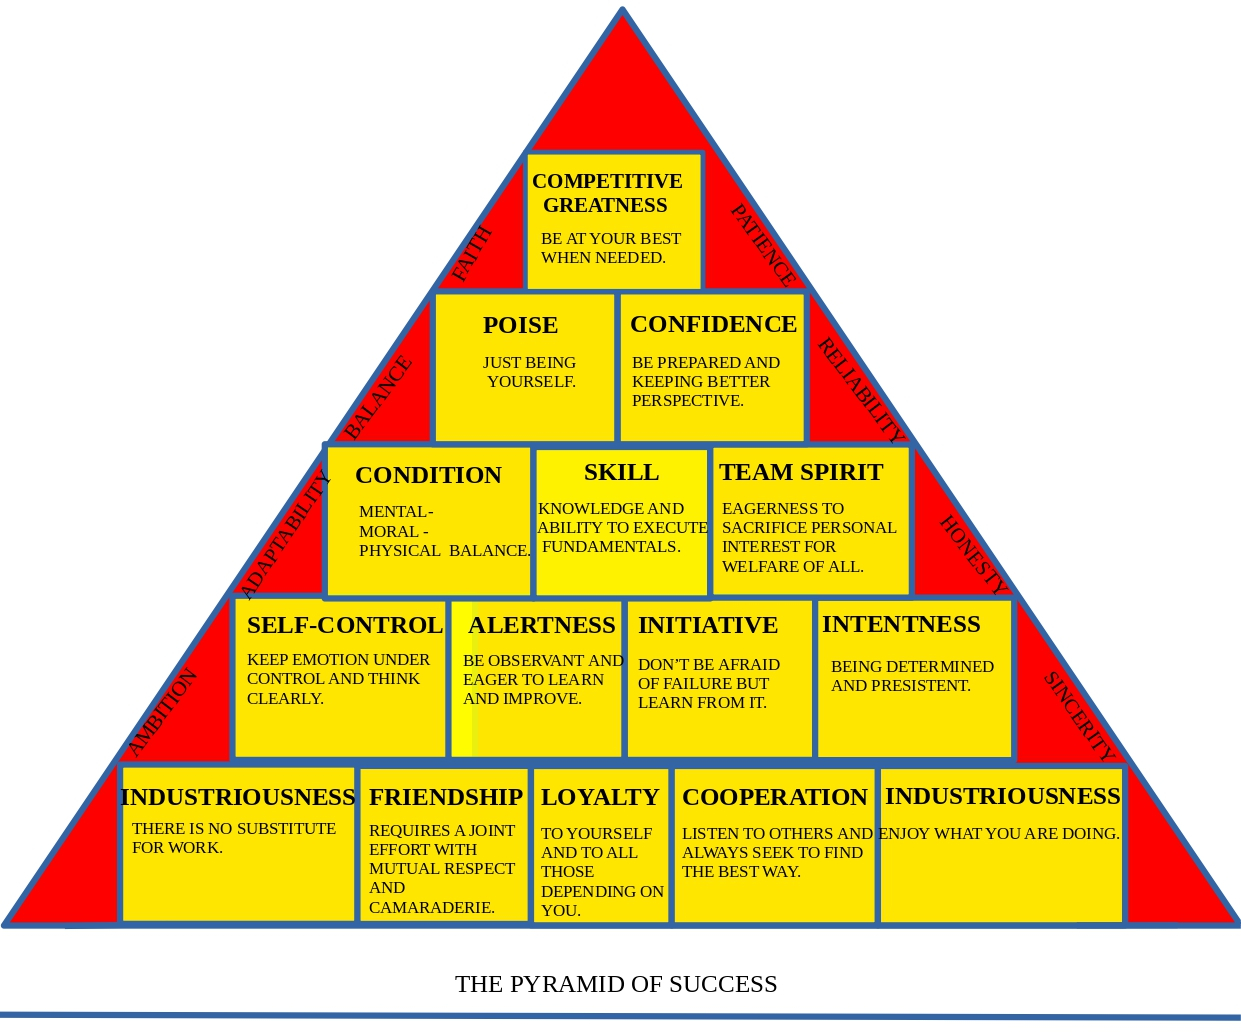 COMPETITIVE
GREATNESS
BE AT YOUR BEST
WHEN NEEDED.
FAITH
PATIENCE
POISE
JUST BEING
YOURSELF.
CONFIDENCE
BE PREPARED AND
KEEPING BETTER
PERSPECTIVE.
BALANCE
RELIABILITY
CONDITION
MENTAL-
MORAL -
PHYSICAL BALANCE.
SKILL
KNOWLEDGE AND
ABILITY TO EXECUTE
FUNDAMENTALS.
TEAM SPIRIT
EAGERNESS TO
SACRIFICE PERSONAL
INTEREST FOR
WELFARE OF ALL.
ADAPTABILITY
HONESTY
SELF-CONTROL
KEEP EMOTION UNDER
CONTROL AND THINK
CLEARLY.
ALERTNESS
BE OBSERVANT AND
EAGER TO LEARN
AND IMPROVE.
INITIATIVE
DON’T BE AFRAID
OF FAILURE BUT
LEARN FROM IT.
INTENTNESS
BEING DETERMINED
AND PRESISTENT.
AMBITION
SINCERITY
INDUSTRIOUSNESS
THERE IS NO SUBSTITUTE
FOR WORK.
FRIENDSHIP
REQUIRES A JOINT
EFFORT WITH
MUTUAL RESPECT
AND
CAMARADERIE.
LOYALTY
TO YOURSELF
AND TO ALL
THOSE
DEPENDING ON
YOU.
COOPERATION
LISTEN TO OTHERS AND
ALWAYS SEEK TO FIND
THE BEST WAY.
INDUSTRIOUSNESS
ENJOY WHAT YOU ARE DOING.
THE PYRAMID OF SUCCESS